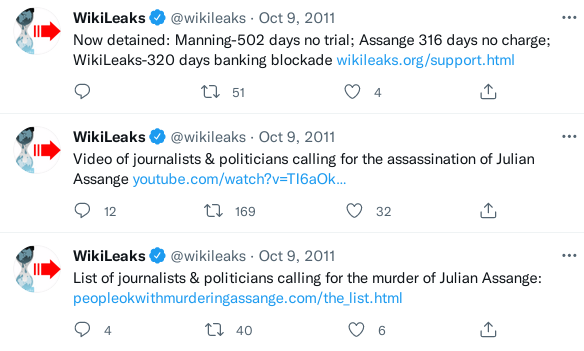 WikiLeaks @wikileaks · Oct 9, 2011
Now detained: Manning-502 days no trial; Assange 316 days no charge;
WikiLeaks-320 days banking blockade wikileaks.org/support.html
51 4
WikiLeaks @wikileaks · Oct 9, 2011
Video of journalists & politicians calling for the assassination of Julian
Assange youtube.com/watch?v=TI6aOk...
12 169 32
WikiLeaks @wikileaks · Oct 9, 2011
List of journalists & politicians calling for the murder of Julian Assange:
peopleokwithmurderingassange.com/the_list.html
4 40 6